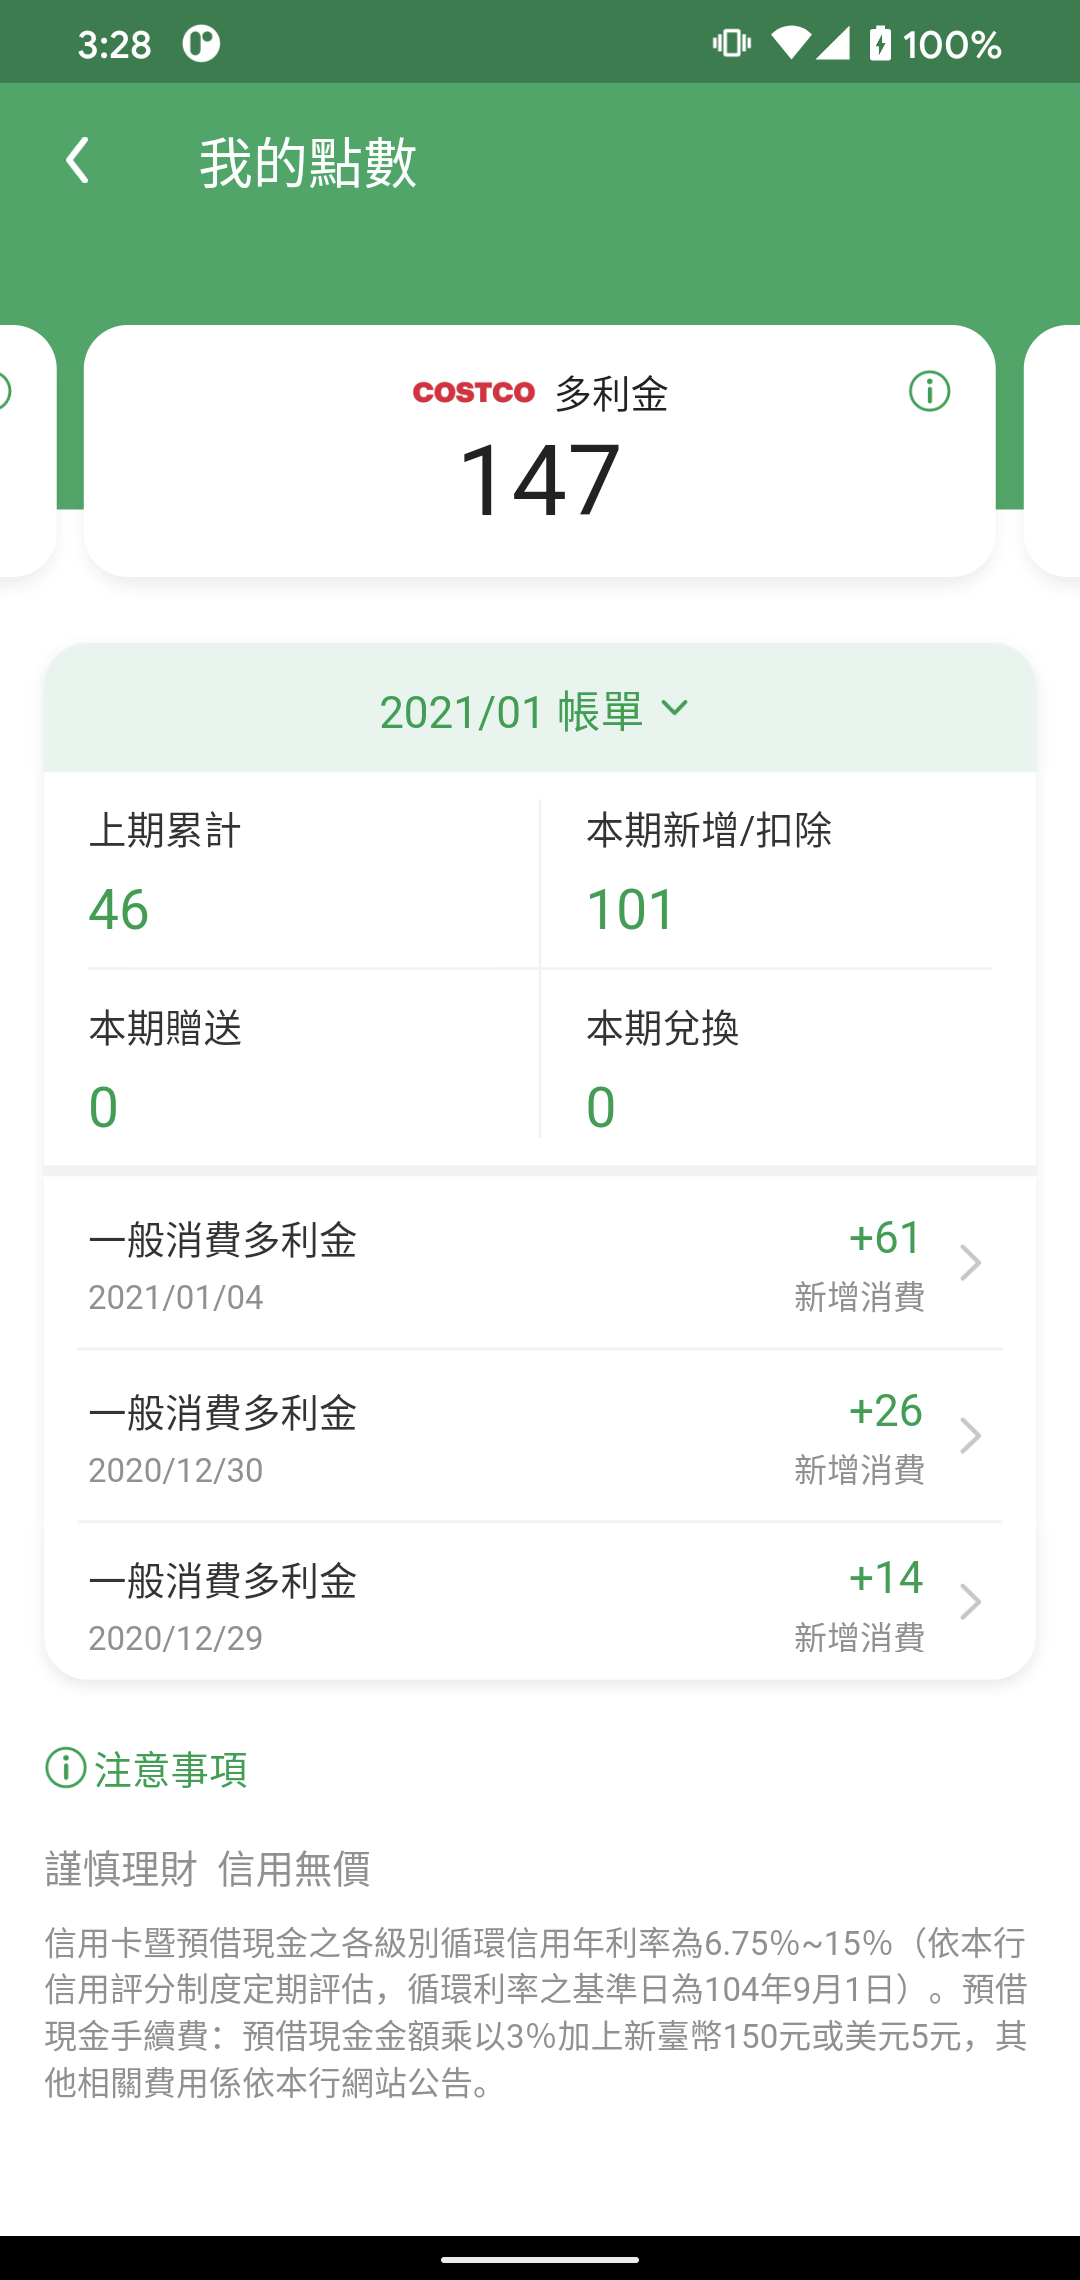 3:28
100%
我的點數
COSTCO 多利金
147
2021/01 帳單
上期累計
本期新增/扣除
46
101
本期贈送
本期兌換
0
0
一般消費多利金
+61
2021/01/04
新增消費
一般消費多利金
+26
2020/12/30
新增消費
一般消費多利金
+14
2020/12/29
新增消費
注意事項
謹慎理財 信用無價
信用卡暨預借現金之各級別循環信用年利率為6.75%~15%（依本行
信用評分制度定期評估，循環利率之基準日為104年9月1日）。預借
現金手續費：預借現金金額乘以3%加上新臺幣150元或美元5元，其
他相關費用係依本行網站公告。